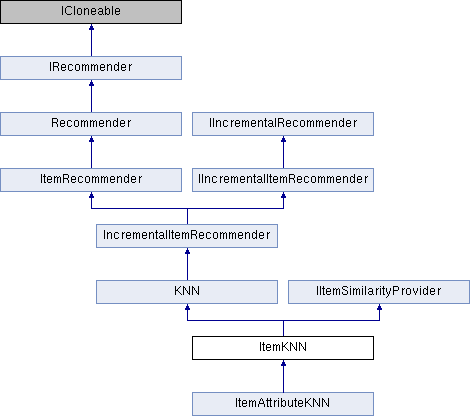 ICloneable
IRecommender
Recommender
IIncrementalRecommender
ItemRecommender
IIncrementalItemRecommender
IncrementalItemRecommender
KNN
IItemSimilarityProvider
ItemKNN
ItemAttributeKNN